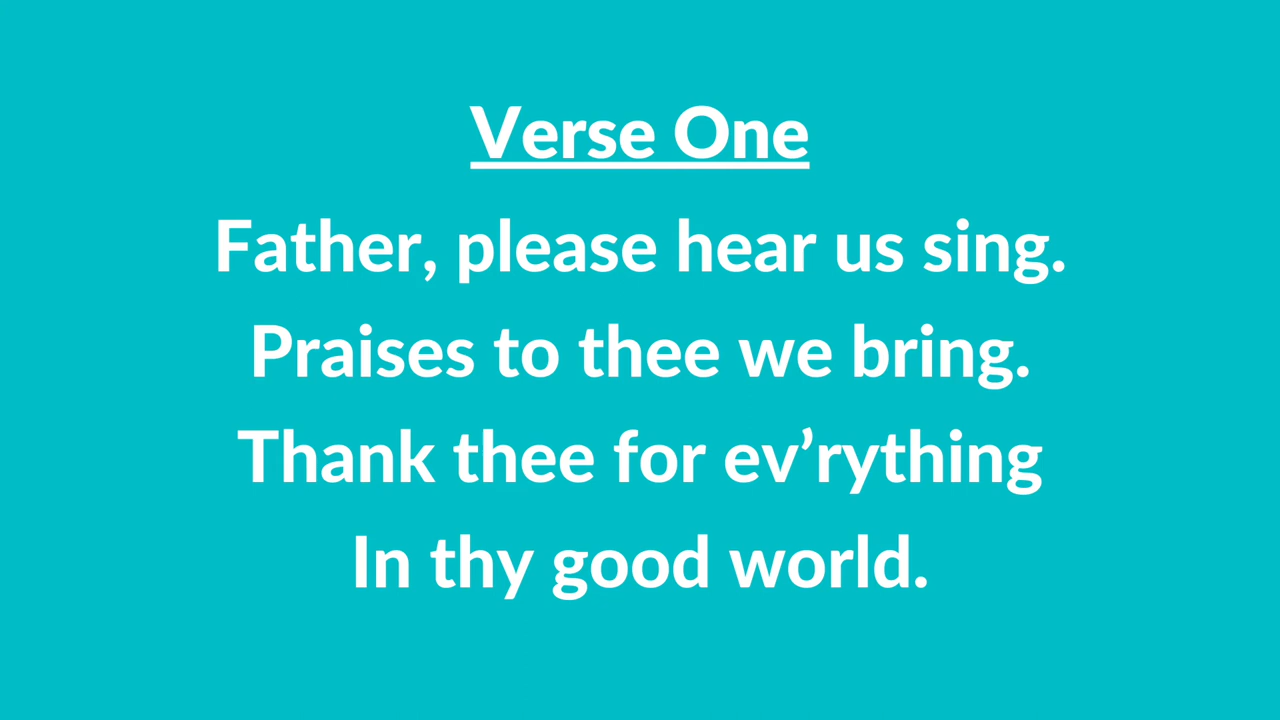 Verse One
Father, please hear us sing.
Praises to thee we bring.
Thank thee for ev’rything
In thy good world.